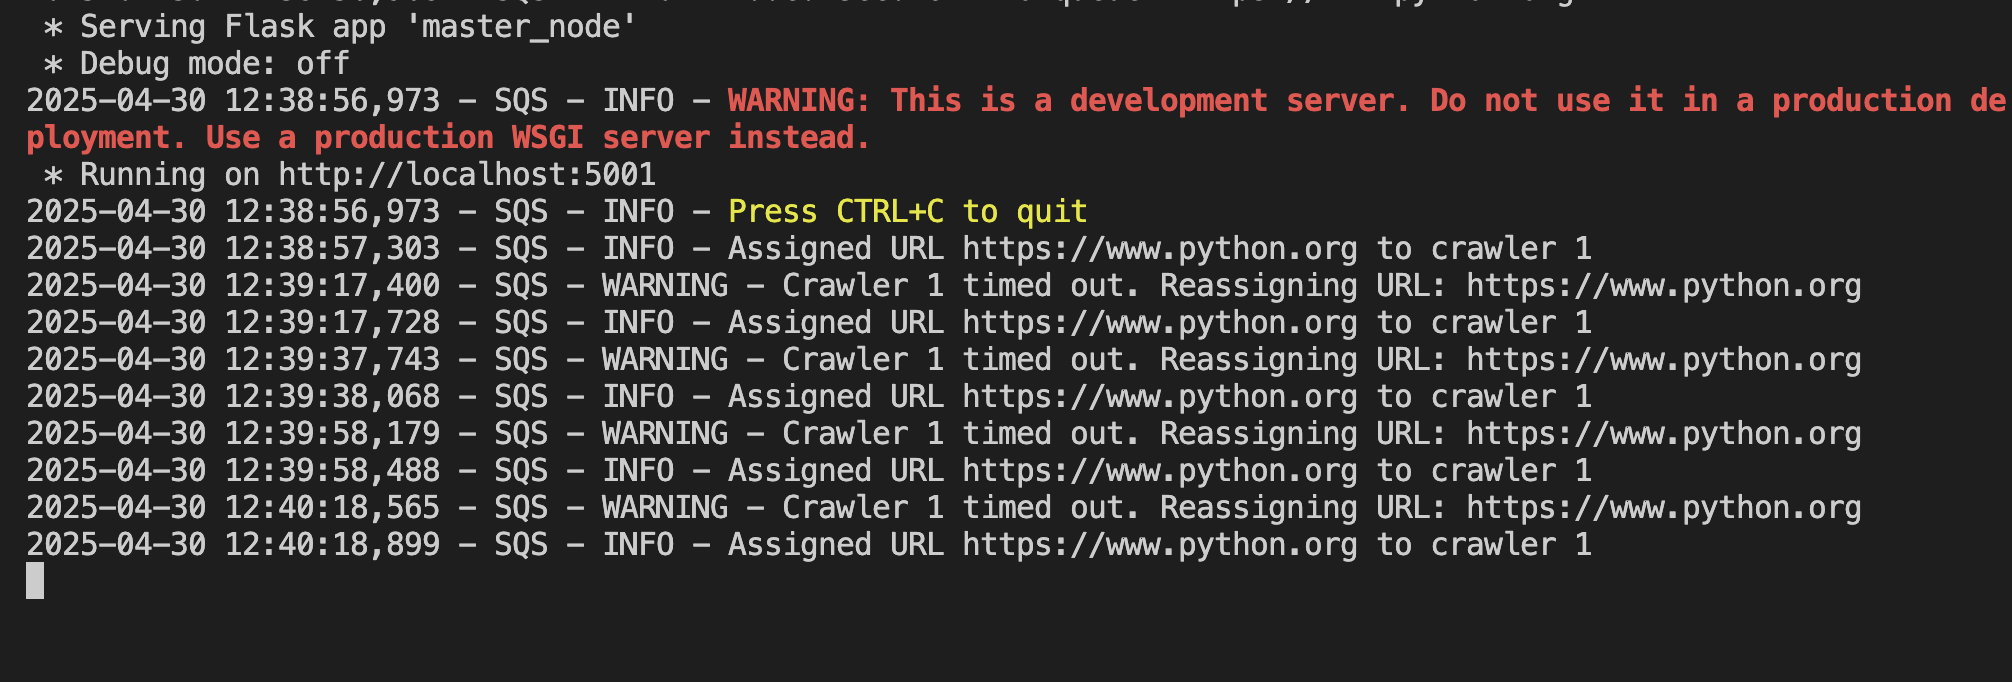 * Serving Flask app 'master_node'
* Debug mode: off
2025-04-30 12:38:56,973 - SQS - INFO - WARNING: This is a development server. Do not use it in a production de
ployment. Use a production WSGI server instead.
* Running on http://localhost:5001
2025-04-30 12:38:56,973 - SQS - INFO - Press CTRL+C to quit
2025-04-30 12:38:57,303 - SQS - INFO - Assigned URL https://www.python.org to crawler 1
2025-04-30 12:39:17,400 - SQS - WARNING - Crawler 1 timed out. Reassigning URL: https://www.python.org
2025-04-30 12:39:17,728 - SQS - INFO - Assigned URL https://www.python.org to crawler 1
2025-04-30 12:39:37,743 - SQS - WARNING - Crawler 1 timed out. Reassigning URL: https://www.python.org
2025-04-30 12:39:38,068 - SQS - INFO - Assigned URL https://www.python.org to crawler 1
2025-04-30 12:39:58,179 - SQS - WARNING - Crawler 1 timed out. Reassigning URL: https://www.python.org
2025-04-30 12:39:58,488 - SQS - INFO - Assigned URL https://www.python.org to crawler 1
2025-04-30 12:40:18,565 - SQS - WARNING - Crawler 1 timed out. Reassigning URL: https://www.python.org
2025-04-30 12:40:18,899 - SQS - INFO - Assigned URL https://www.python.org to crawler 1